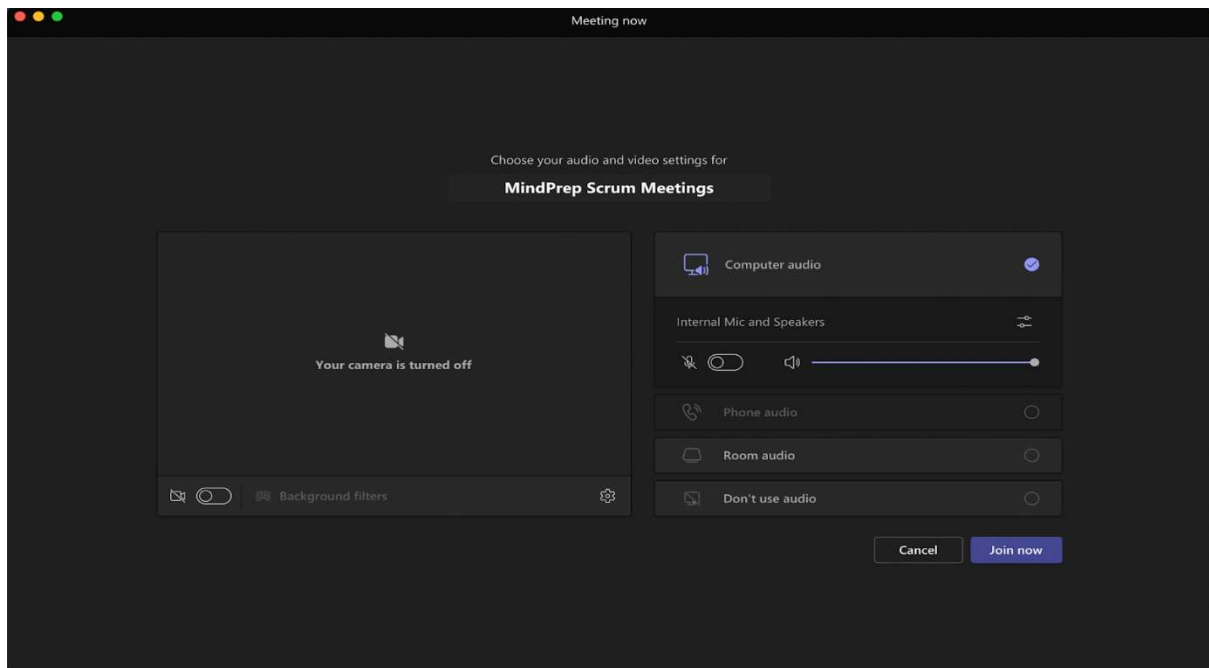 Meeting now
Choose your audio and video settings for
MindPrep Scrum Meetings
Your camera is turned off
Background filters
Computer audio
Internal Mic and Speakers
Phone audio
Room audio
Don't use audio
Cancel
Join now